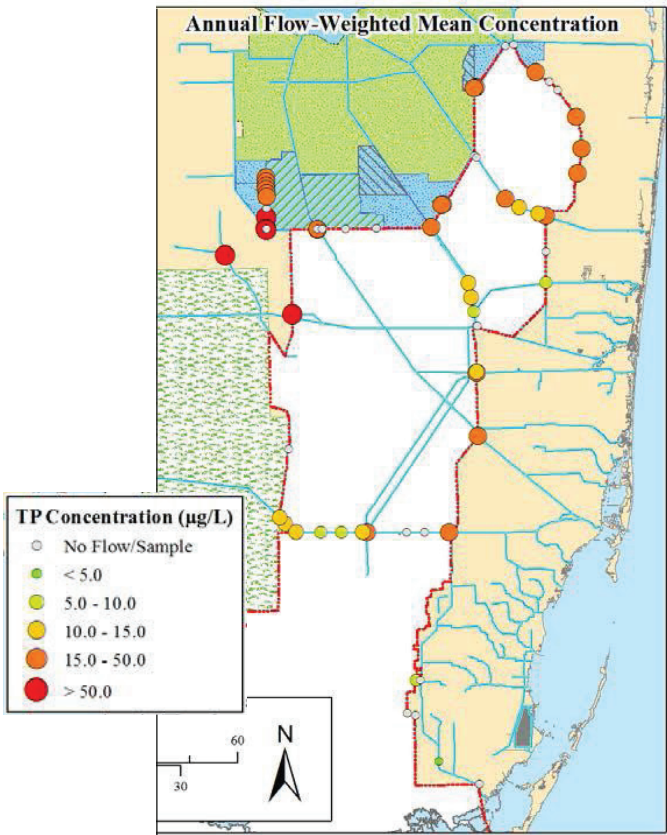 Annual Flow-Weighted Mean Concentration
TP Concentration (µg/L)
No Flow/Sample
< 5.0
5.0 - 10.0
10.0 - 15.0
15.0 - 50.0
> 50.0
N
60
30